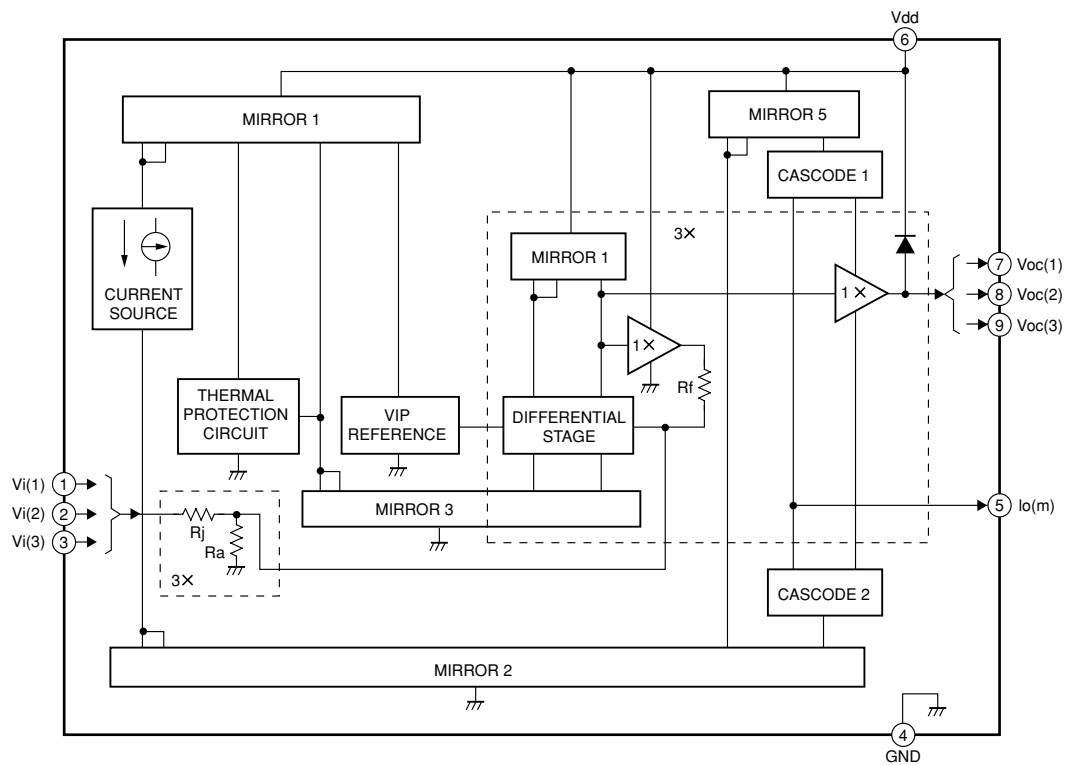 Vdd
6
MIRROR 1
MIRROR 5
CASCODE 1
3×
MIRROR 1
CURRENT
SOURCE
1 ×
7 Voc(1)
8 Voc(2)
9 Voc(3)
1×
Rf
THERMAL
PROTECTION
CIRCUIT
VIP
REFERENCE
DIFFERENTIAL
STAGE
Vi(1) 1
Vi(2) 2
Vi(3) 3
MIRROR 3
5 Io(m)
Rj
Ra
3×
CASCODE 2
MIRROR 2
4
GND